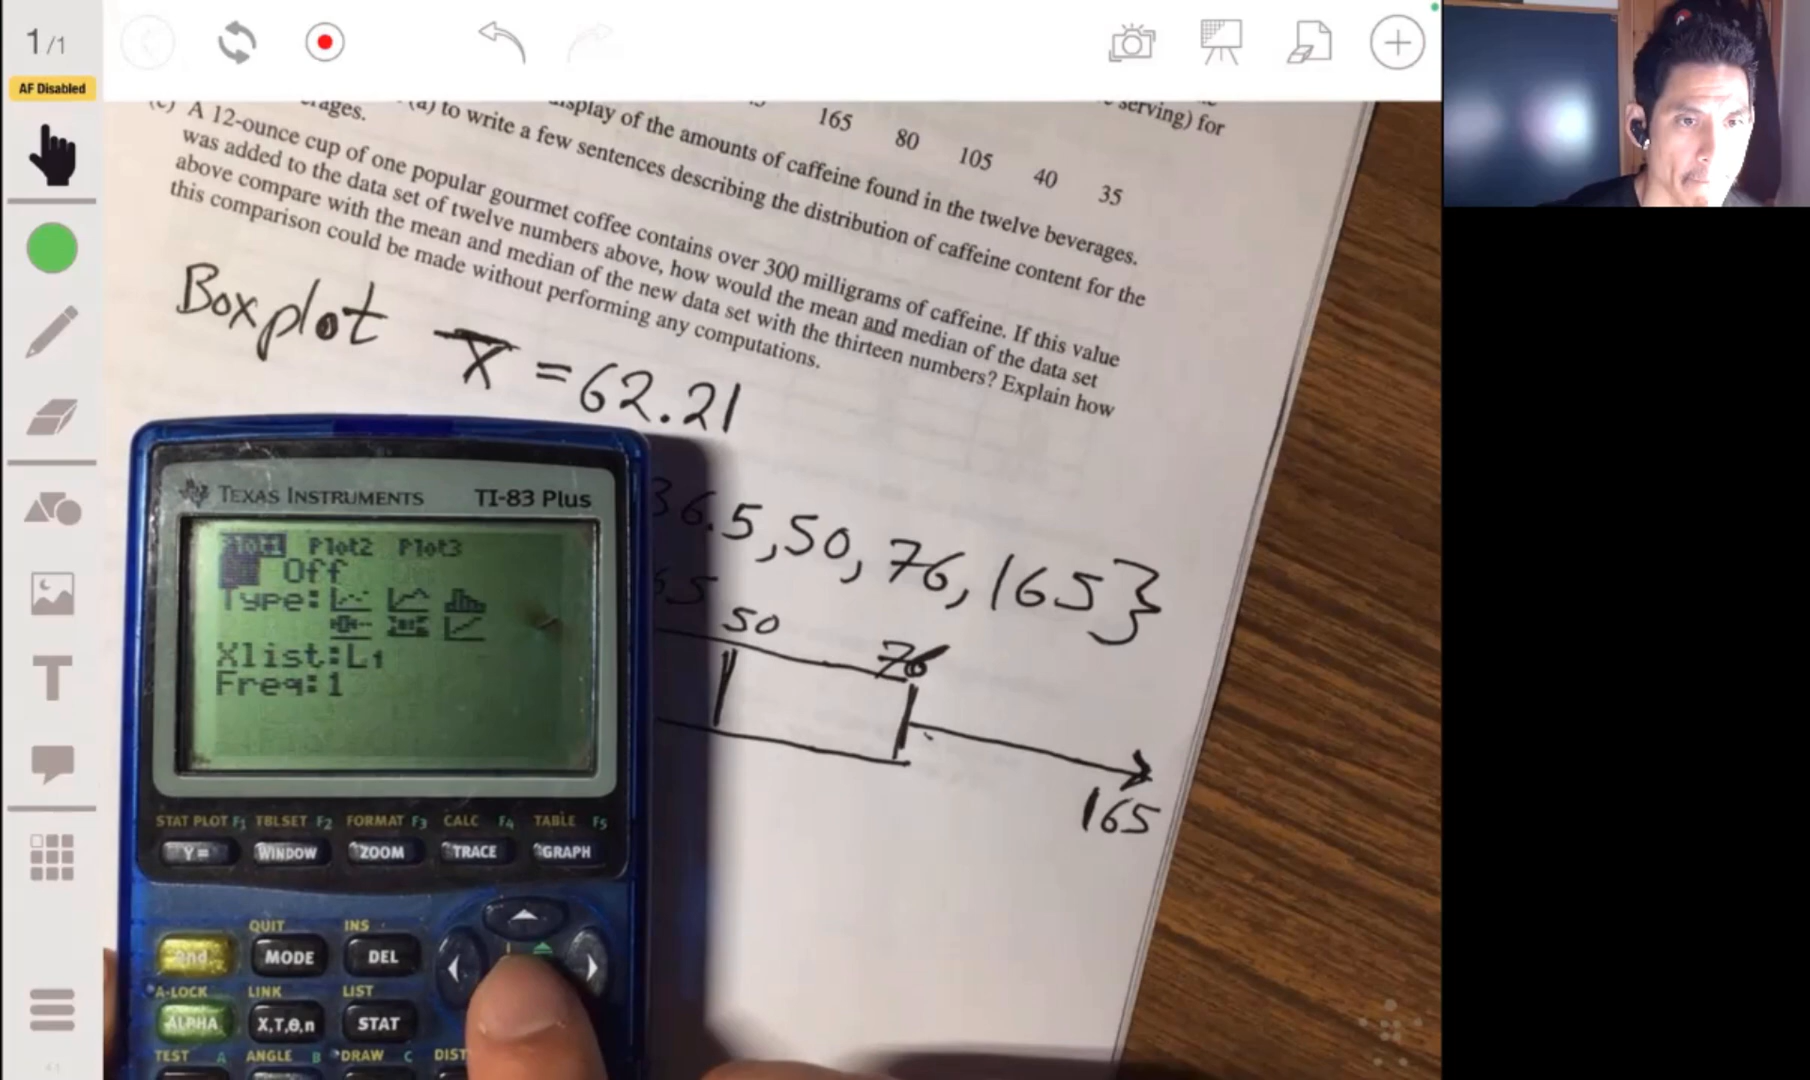 1/1
AF Disabled
serving) for
165 80 105 40 35
display of the amounts of caffeine found in the twelve beverages.
(a) to write a few sentences describing the distribution of caffeine content for the
erages.
(c) A 12-ounce cup of one popular gourmet coffee contains over 300 milligrams of caffeine. If this value
was added to the data set of twelve numbers above, how would the mean and median of the data set
above compare with the mean and median of the new data set with the thirteen numbers? Explain how
this comparison could be made without performing any computations.
Boxplot x̅ = 62.21
36.5, 50, 76, 165}
50
76
165
TEXAS INSTRUMENTS TI-83 Plus
Plot1 Plot2 Plot3
Off
Type:
Xlist:L1
Freq:1
STAT PLOT F1 TBLSET F2 FORMAT F3 CALC F4 TABLE F5
Y= WINDOW ZOOM TRACE GRAPH
QUIT INS
2nd MODE DEL
A-LOCK LINK LIST
ALPHA X,T,Θ,n STAT
TEST A ANGLE B DRAW C DIST
T